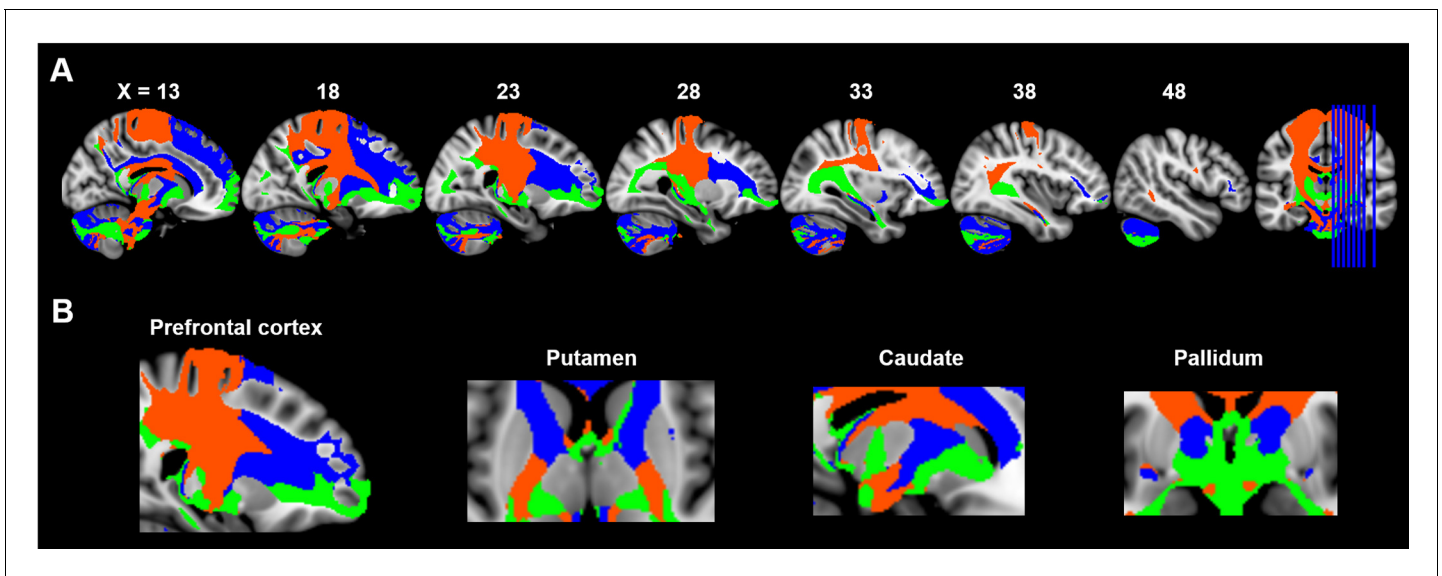 A
X = 13 18 23 28 33 38 48
B
Prefrontal cortex
Putamen Caudate Pallidum